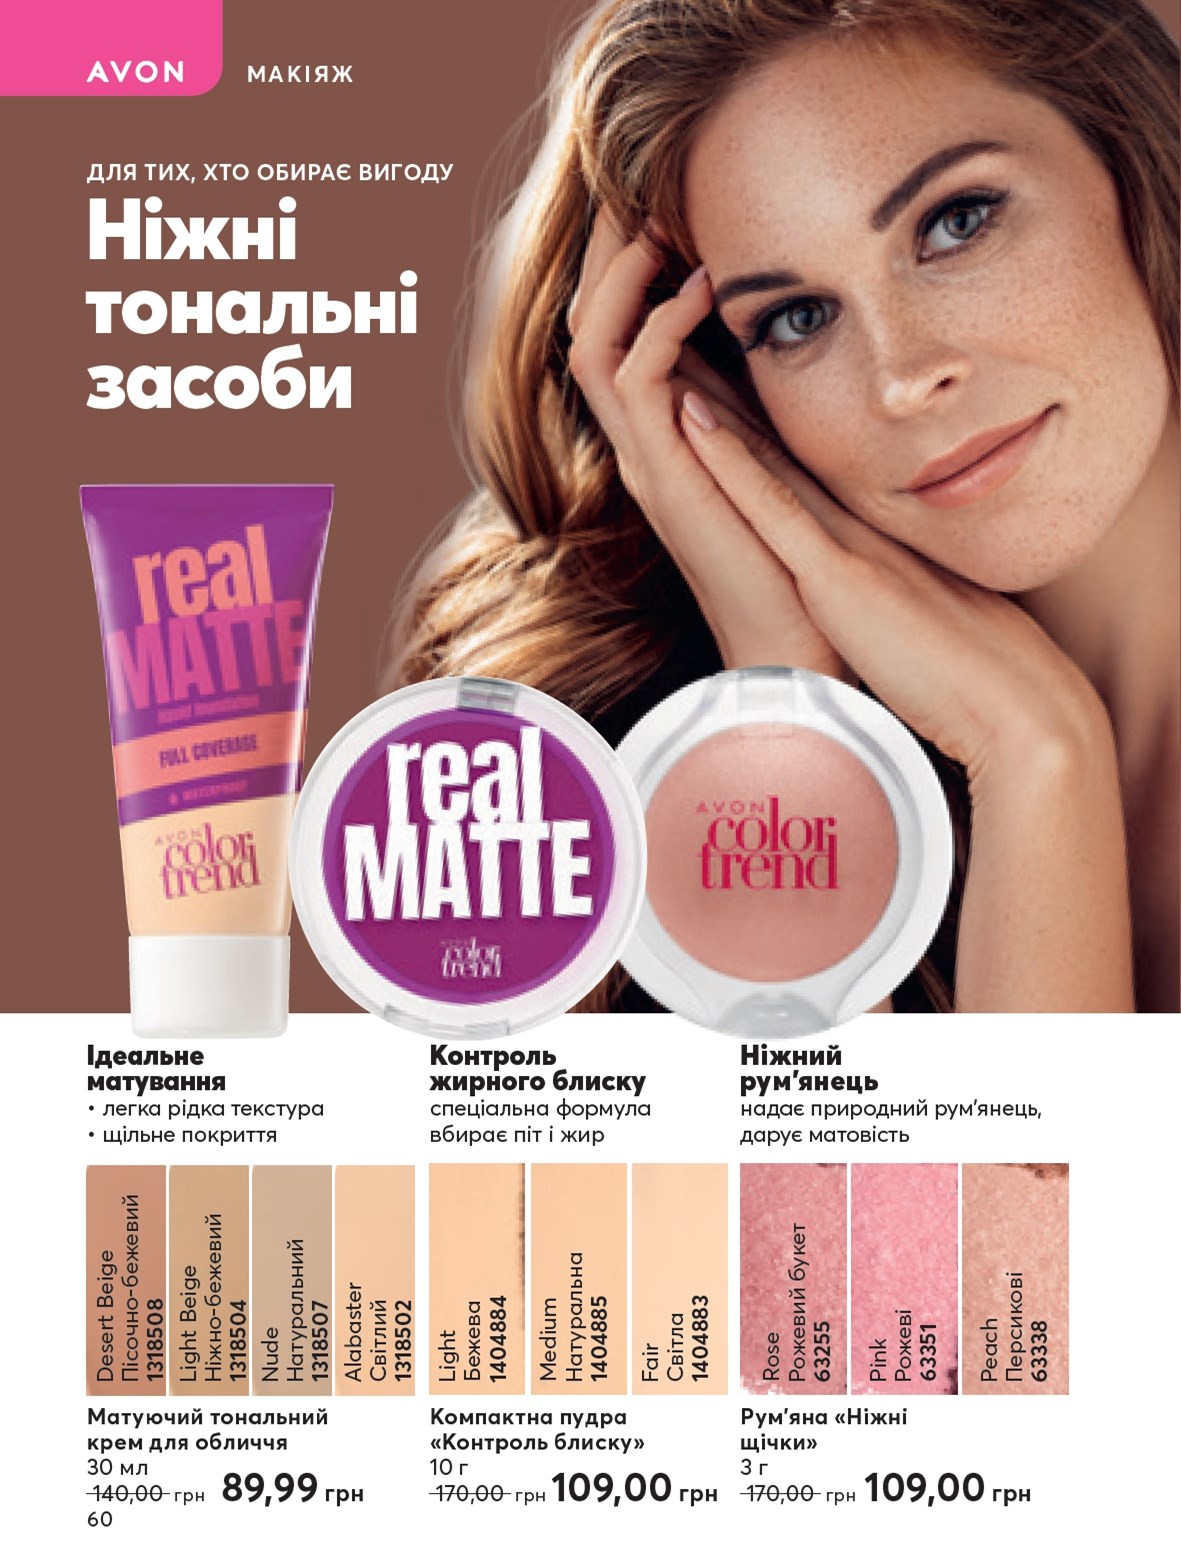 AVON
МАКІЯЖ
ДЛЯ ТИХ, ХТО ОБИРАЄ ВИГОДУ
Ніжні
тональні
засоби
real
MATTE
FULL COVERAGE
& WATERPROOF
AVON
color
trend
real
MATTE
color
trend
AVON
color
trend
Ідеальне
матування
• легка рідка текстура
• щільне покриття
Контроль
жирного блиску
спеціальна формула
вбирає піт і жир
Ніжний
рум’янець
надає природний рум’янець,
дарує матовість
Desert Beige
Пісочно-бежевий
1318508
Light Beige
Ніжно-бежевий
1318504
Nude
Натуральний
1318507
Alabaster
Світлий
1318502
Light
Бежева
1404884
Medium
Натуральна
1404885
Fair
Світла
1404883
Rose
Рожевий букет
63255
Pink
Рожеві
63351
Peach
Персикові
63338
Матуючий тональний
крем для обличчя
30 мл
140,00 грн 89,99 грн
Компактна пудра
«Контроль блиску»
10 г
170,00 грн 109,00 грн
Рум’яна «Ніжні
щічки»
3 г
170,00 грн 109,00 грн
60